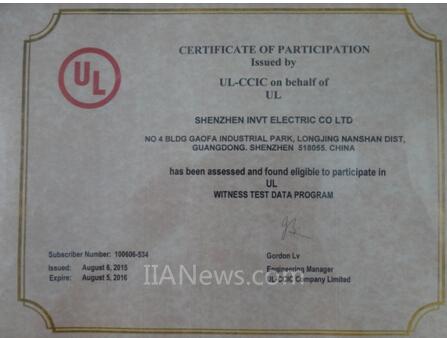 UL
CERTIFICATE OF PARTICIPATION
Issued by
UL-CCIC on behalf of
UL
SHENZHEN INVT ELECTRIC CO LTD
NO 4 BLDG GAOFA INDUSTRIAL PARK, LONGJING NANSHAN DIST,
GUANGDONG. SHENZHEN 518055. CHINA
has been assessed and found eligible to participate in
UL
WITNESS TEST DATA PROGRAM
Subscriber Number: 100606-534
Issued: August 6, 2015
Expire: August 5, 2016
Gordon Lv
Engineering Manager
UL-CCIC Company Limited
IIANews.com